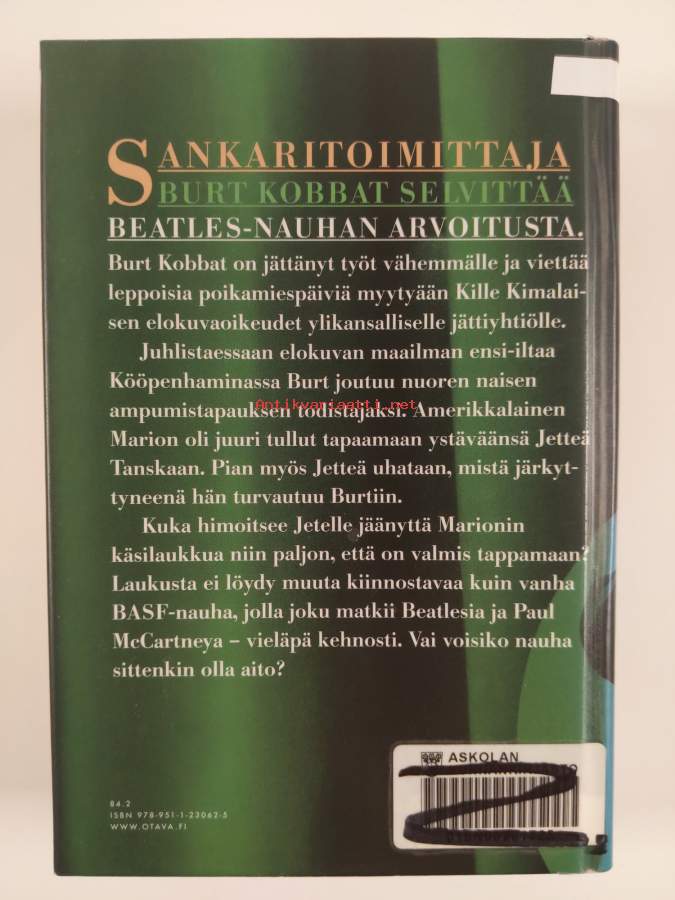 SANKARITOIMITTAJA
BURT KOBBAT SELVITTÄÄ
BEATLES-NAUHAN ARVOITUSTA.
Burt Kobbat on jättänyt työt vähemmälle ja viettää
leppoisia poikamiespäiviä myytyään Kille Kimalai-
sen elokuvaoikeudet ylikansalliselle jättiyhtiölle.
Juhlistaessaan elokuvan maailman ensi-iltaa
Kööpenhaminassa Burt joutuu nuoren naisen
Antikvariaatti.net
ampumistapauksen todistajaksi. Amerikkalainen
Marion oli juuri tullut tapaamaan ystäväänsä Jetteä
Tanskaan. Pian myös Jetteä uhataan, mistä järkyt-
tyneenä hän turvautuu Burtiin.
Kuka himoitsee Jetelle jäänyttä Marionin
käsilaukkua niin paljon, että on valmis tappamaan?
Laukusta ei löydy muuta kiinnostavaa kuin vanha
BASF-nauha, jolla joku matkii Beatlesia ja Paul
McCartneya – vieläpä kehnosti. Vai voisiko nauha
sittenkin olla aito?
ASKOLAN
84.2
ISBN 978-951-1-23062-5
WWW.OTAVA.FI